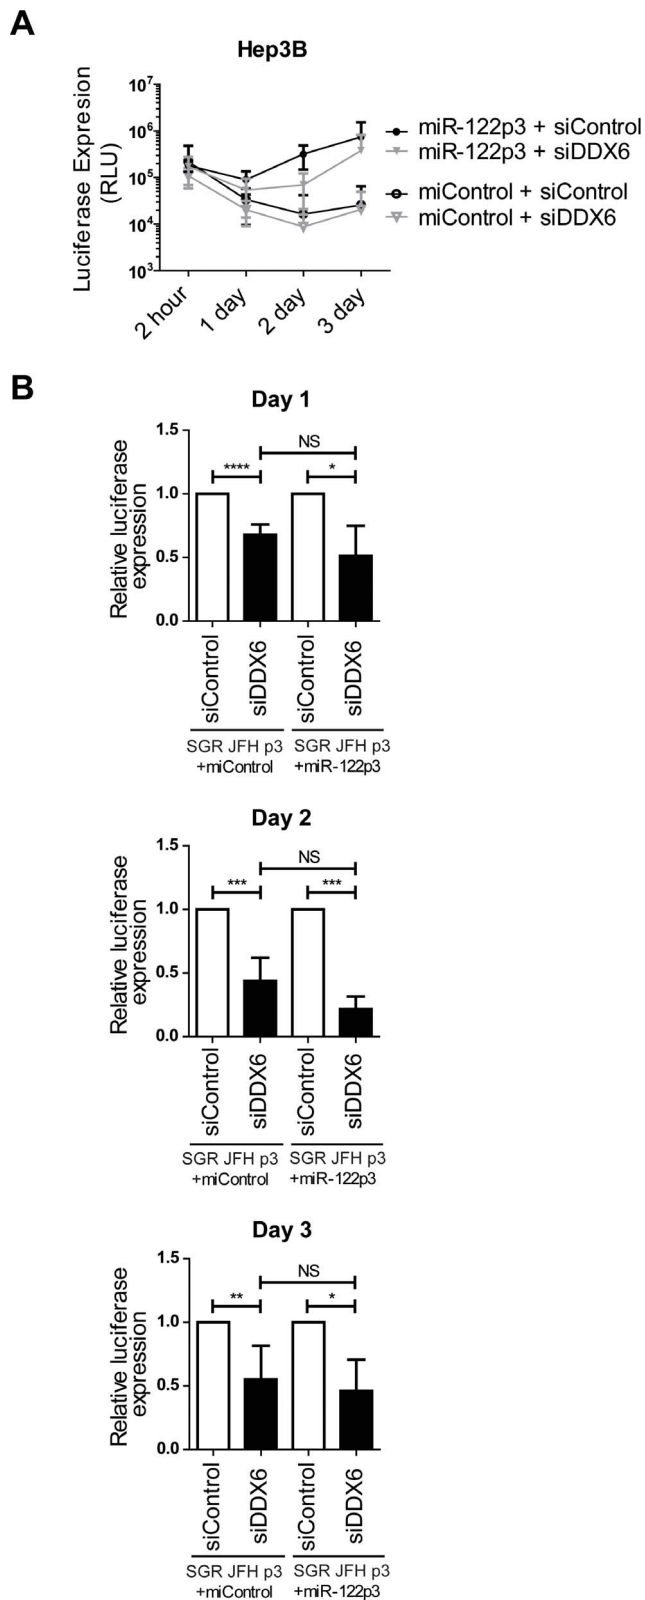 A
Hep3B
Luciferase Expresion
(RLU)
10⁷
10⁶
10⁵
10⁴
10³
2 hour
1 day
2 day
3 day
miR-122p3 + siControl
miR-122p3 + siDDX6
miControl + siControl
miControl + siDDX6
B
Day 1
Relative luciferase
expression
1.5
1.0
0.5
0.0
NS
****
*
siControl
siDDX6
siControl
siDDX6
SGR JFH p3
+miControl
SGR JFH p3
+miR-122p3
Day 2
Relative luciferase
expression
1.5
1.0
0.5
0.0
NS
***
***
siControl
siDDX6
siControl
siDDX6
SGR JFH p3
+miControl
SGR JFH p3
+miR-122p3
Day 3
Relative luciferase
expression
1.5
1.0
0.5
0.0
NS
**
*
siControl
siDDX6
siControl
siDDX6
SGR JFH p3
+miControl
SGR JFH p3
+miR-122p3